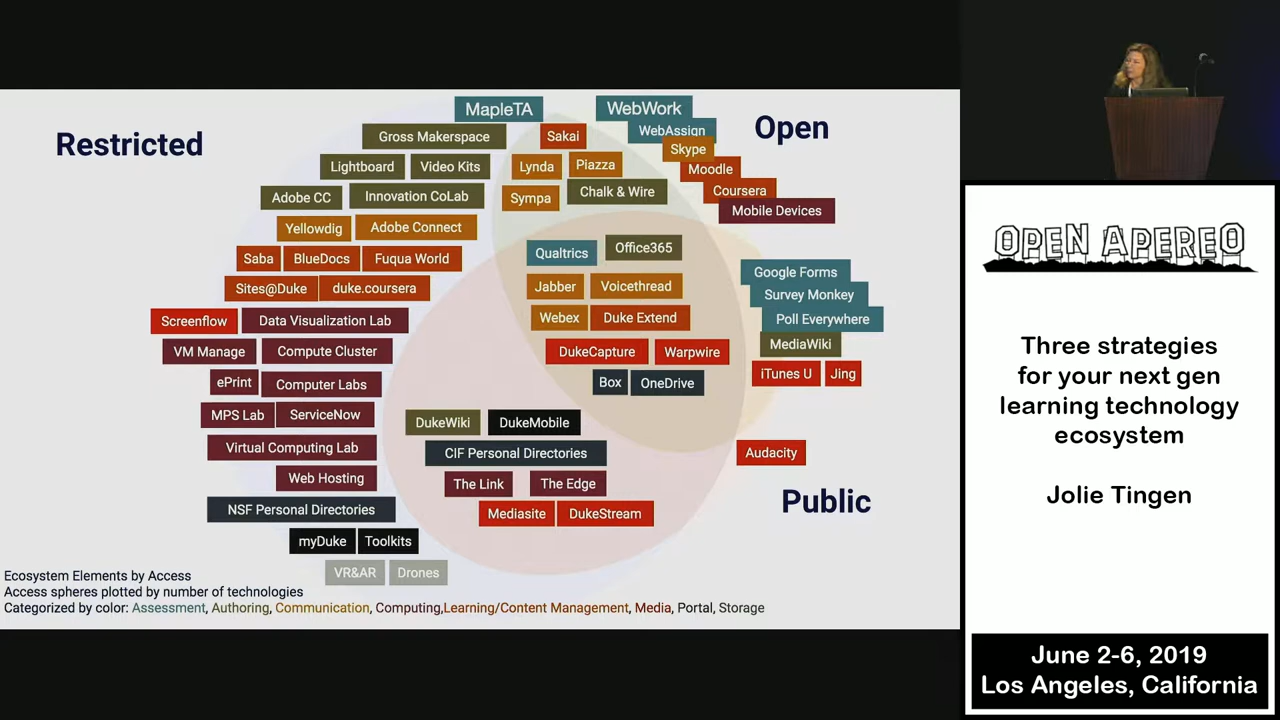 Restricted
Open
Public
MapleTA
WebWork
Gross Makerspace
Sakai
WebAssign
Skype
Lightboard
Video Kits
Lynda
Piazza
Moodle
Adobe CC
Innovation CoLab
Sympa
Chalk & Wire
Coursera
Mobile Devices
Yellowdig
Adobe Connect
Saba
BlueDocs
Fuqua World
Qualtrics
Office365
Google Forms
Sites@Duke
duke.coursera
Jabber
Voicethread
Survey Monkey
Screenflow
Data Visualization Lab
Webex
Duke Extend
Poll Everywhere
VM Manage
Compute Cluster
DukeCapture
Warpwire
MediaWiki
ePrint
Computer Labs
Box
OneDrive
iTunes U
Jing
MPS Lab
ServiceNow
DukeWiki
DukeMobile
Virtual Computing Lab
CIF Personal Directories
Audacity
Web Hosting
The Link
The Edge
NSF Personal Directories
Mediasite
DukeStream
myDuke
Toolkits
VR&AR
Drones
Ecosystem Elements by Access
Access spheres plotted by number of technologies
Categorized by color: Assessment, Authoring, Communication, Computing,Learning/Content Management, Media, Portal, Storage
OPEN APEREO
Three strategies
for your next gen
learning technology
ecosystem
Jolie Tingen
June 2-6, 2019
Los Angeles, California